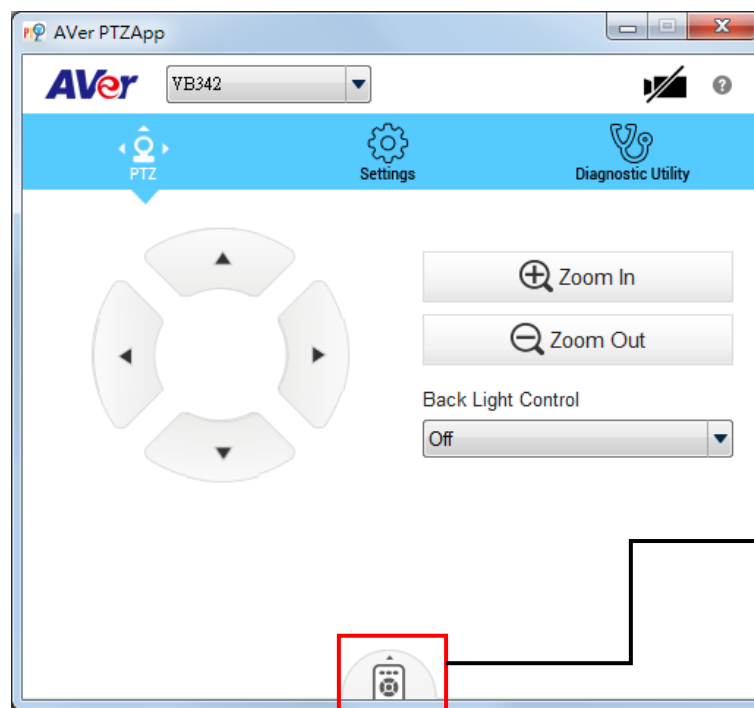 AVer PTZApp
AVer VB342
PTZ Settings Diagnostic Utility
Zoom In
Zoom Out
Back Light Control
Off